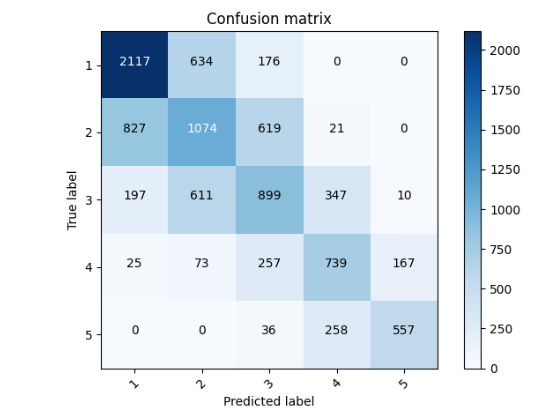 Confusion matrix
1 2117 634 176 0 0
2 827 1074 619 21 0
3 197 611 899 347 10
4 25 73 257 739 167
5 0 0 36 258 557
1 2 3 4 5
True label
Predicted label
2000
1750
1500
1250
1000
750
500
250
0